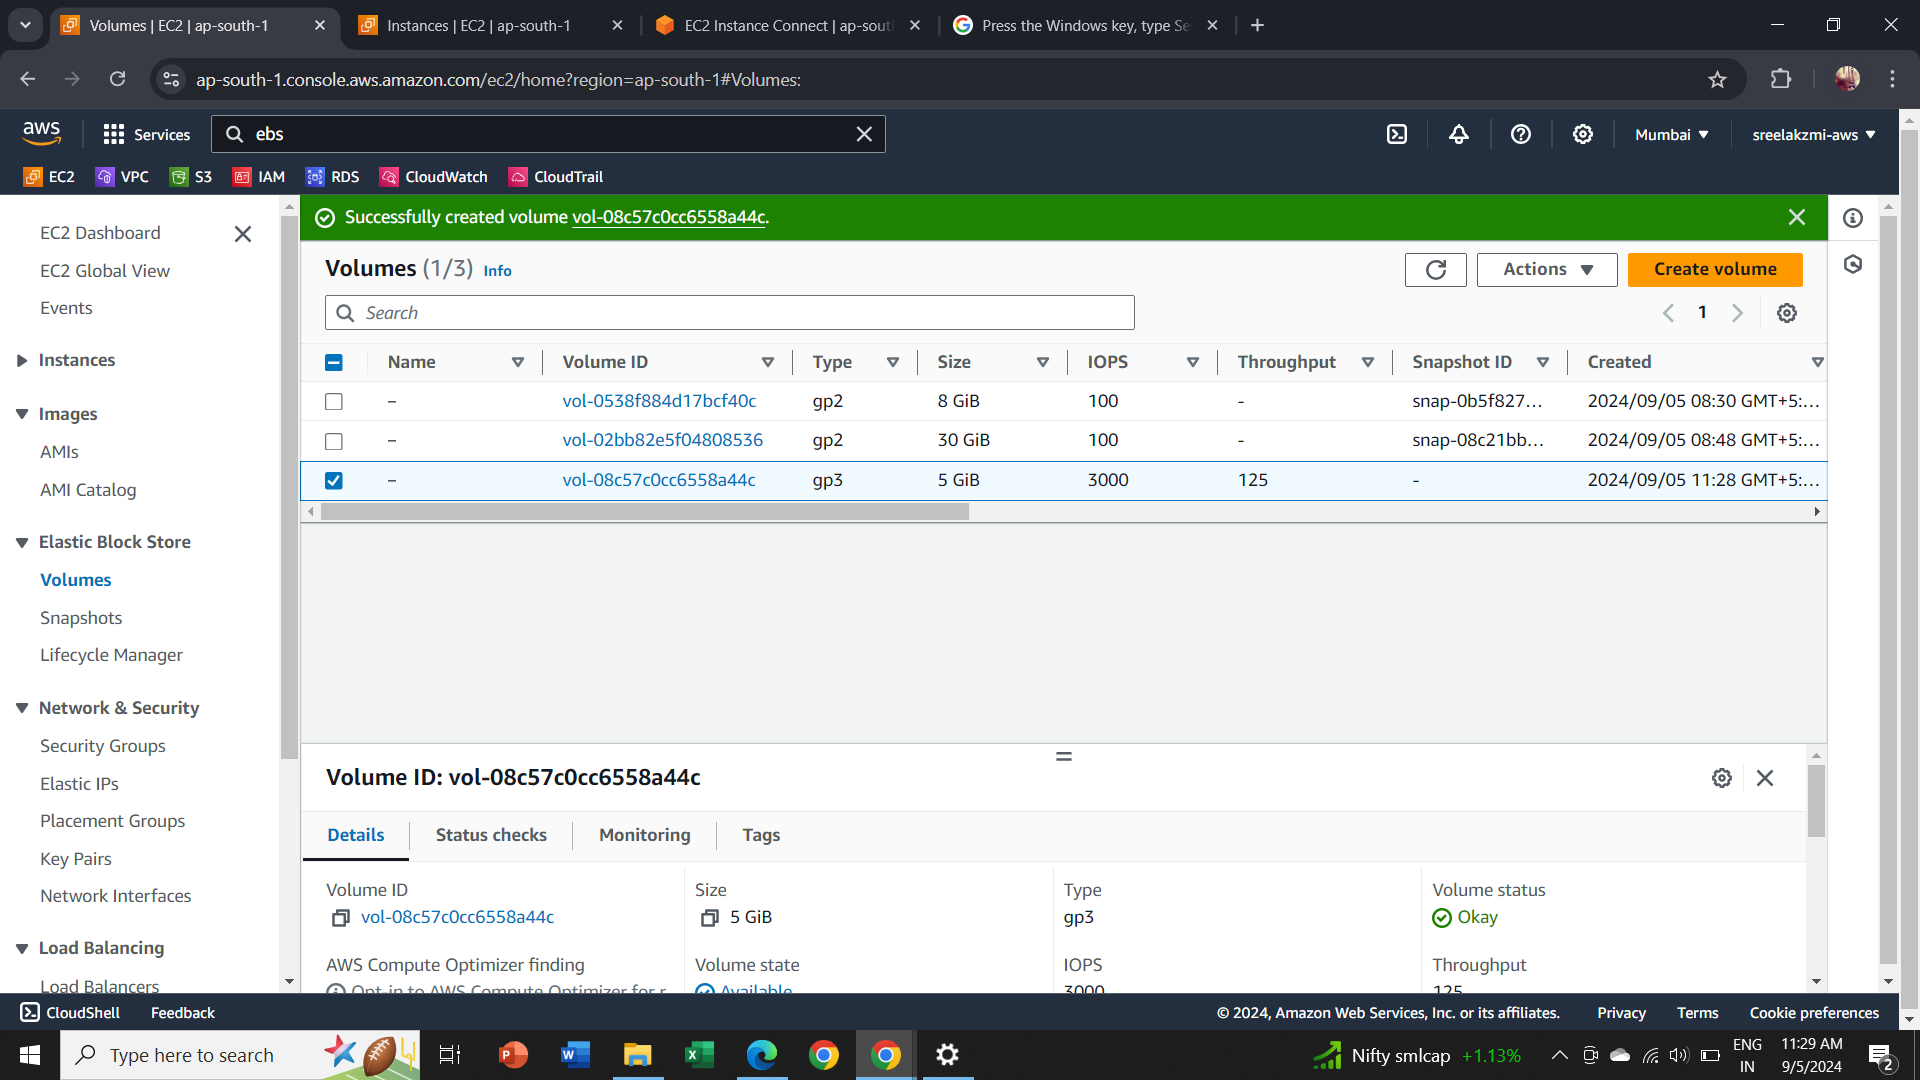 Volumes | EC2 | ap-south-1
Instances | EC2 | ap-south-1
EC2 Instance Connect | ap-sout
Press the Windows key, type Se
ap-south-1.console.aws.amazon.com/ec2/home?region=ap-south-1#Volumes:
aws
Services
ebs
Mumbai
sreelakzmi-aws
EC2
VPC
S3
IAM
RDS
CloudWatch
CloudTrail
EC2 Dashboard
EC2 Global View
Events
Instances
Images
AMIs
AMI Catalog
Elastic Block Store
Volumes
Snapshots
Lifecycle Manager
Network & Security
Security Groups
Elastic IPs
Placement Groups
Key Pairs
Network Interfaces
Load Balancing
Load Balancers
Successfully created volume vol-08c57c0cc6558a44c.
Volumes (1/3) Info
Actions
Create volume
Search
1
Name Volume ID Type Size IOPS Throughput Snapshot ID Created
– vol-0538f884d17bcf40c gp2 8 GiB 100 - snap-0b5f827... 2024/09/05 08:30 GMT+5:...
– vol-02bb82e5f04808536 gp2 30 GiB 100 - snap-08c21bb... 2024/09/05 08:48 GMT+5:...
– vol-08c57c0cc6558a44c gp3 5 GiB 3000 125 - 2024/09/05 11:28 GMT+5:...
Volume ID: vol-08c57c0cc6558a44c
Details
Status checks
Monitoring
Tags
Volume ID
vol-08c57c0cc6558a44c
Size
5 GiB
Type
gp3
Volume status
Okay
AWS Compute Optimizer finding
Opt-in to AWS Compute Optimizer for r
Volume state
Available
IOPS
3000
Throughput
125
CloudShell
Feedback
© 2024, Amazon Web Services, Inc. or its affiliates.
Privacy
Terms
Cookie preferences
Type here to search
Nifty smlcap +1.13%
ENG
IN
11:29 AM
9/5/2024
2